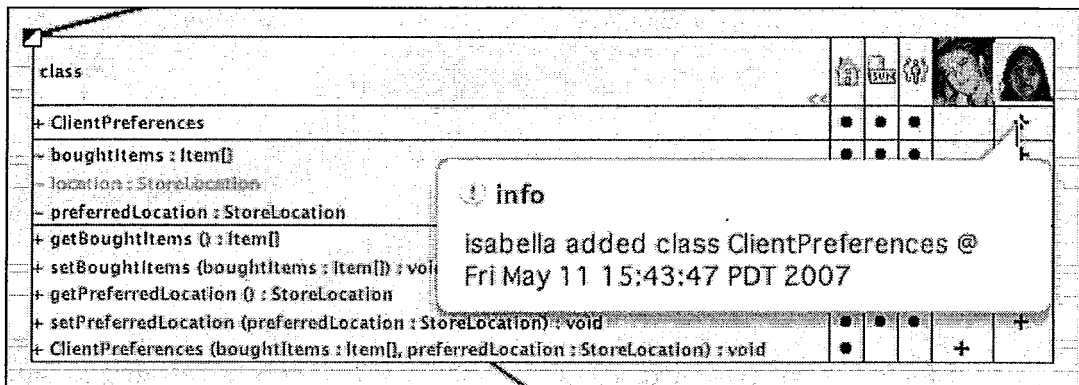 class
<<
+ ClientPreferences
- boughtItems : Item[]
- location : StoreLocation
- preferredLocation : StoreLocation
+ getBoughtItems () : Item[]
+ setBoughtItems (boughtItems : Item[]) : void
+ getPreferredLocation () : StoreLocation
+ setPreferredLocation (preferredLocation : StoreLocation) : void
+ ClientPreferences (boughtItems : Item[], preferredLocation : StoreLocation) : void
info
isabella added class ClientPreferences @
Fri May 11 15:43:47 PDT 2007